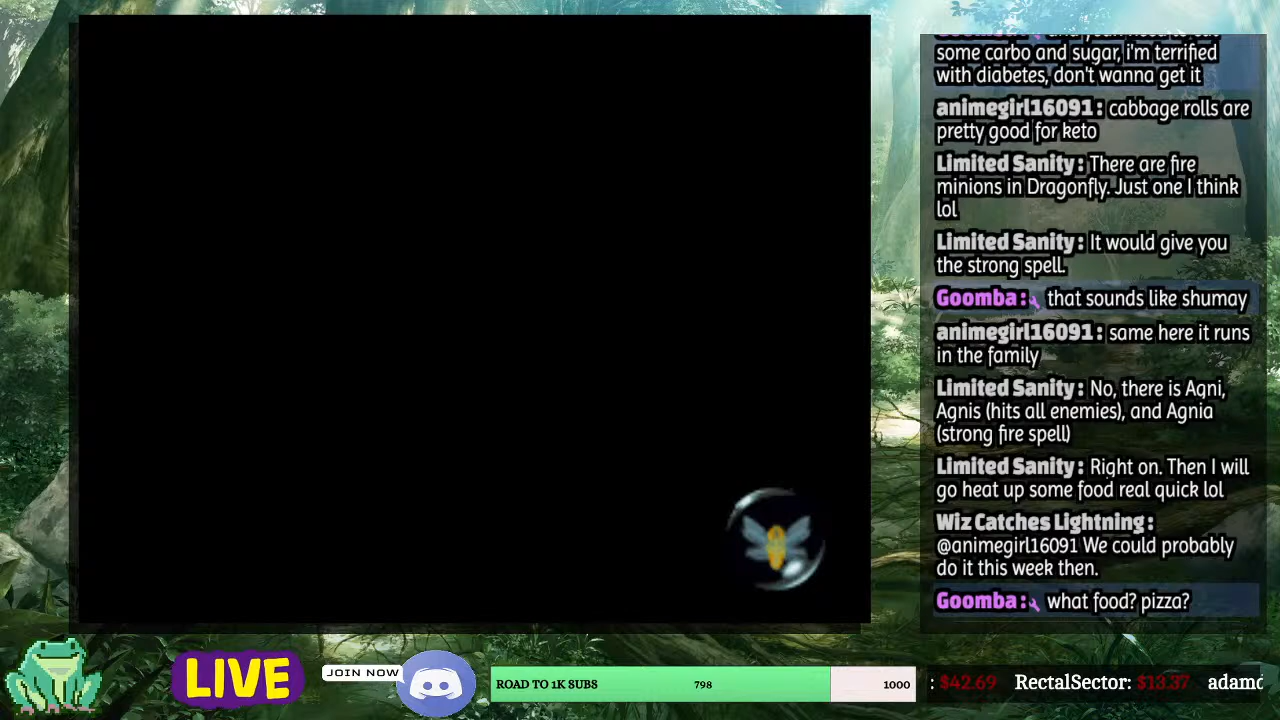 some carbo and sugar, i'm terrified
with diabetes, don't wanna get it
animegirl16091: cabbage rolls are
pretty good for keto
Limited Sanity: There are fire
minions in Dragonfly. Just one I think
lol
Limited Sanity: It would give you
the strong spell.
Goomba: that sounds like shumay
animegirl16091: same here it runs
in the family
Limited Sanity: No, there is Agni,
Agnis (hits all enemies), and Agnia
(strong fire spell)
Limited Sanity: Right on. Then I will
go heat up some food real quick lol
Wiz Catches Lightning:
@animegirl16091 We could probably
do it this week then.
Goomba: what food? pizza?
LIVE
JOIN NOW
ROAD TO 1K SUBS 798 1000
: $42.69 RectalSector: $13.37